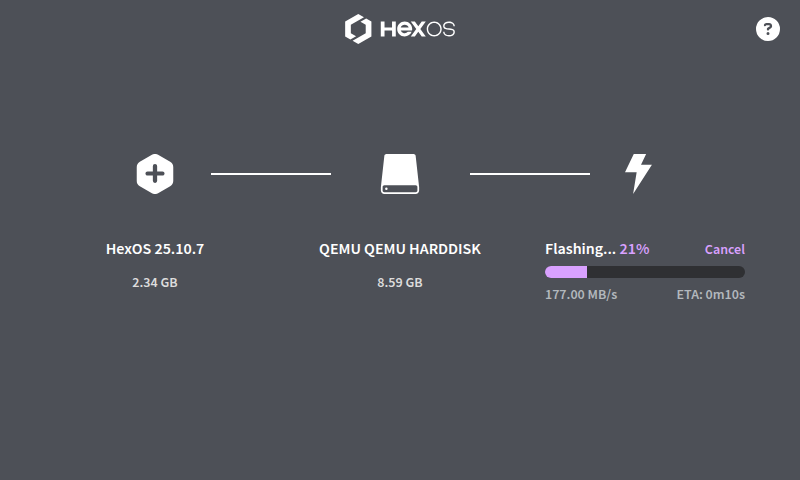 HexOS
?
HexOS 25.10.7
2.34 GB
QEMU QEMU HARDDISK
8.59 GB
Flashing... 21% Cancel
177.00 MB/s ETA: 0m10s